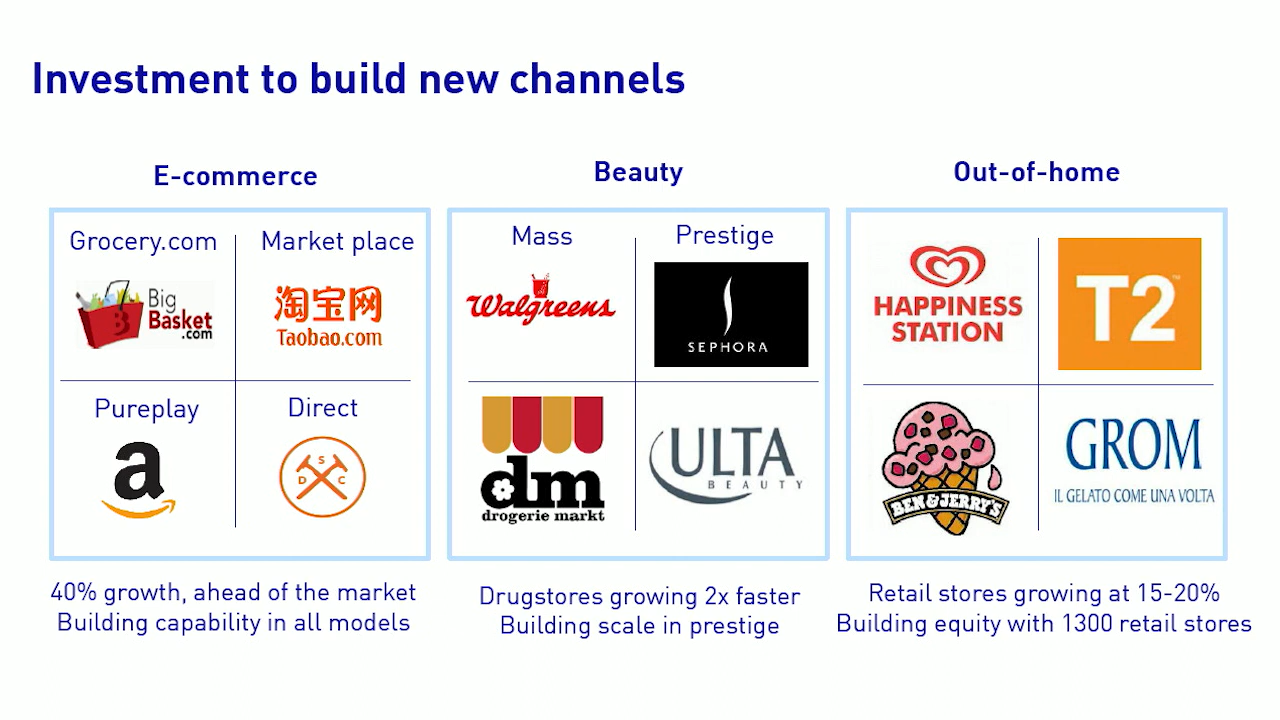 Investment to build new channels
E-commerce
Beauty
Out-of-home
Grocery.com
Market place
Big
Basket
.com
淘宝网
Taobao.com
Pureplay
Direct
a
S
D C
Mass
Prestige
Walgreens
SEPHORA
dm
drogerie markt
ULTA
BEAUTY
HAPPINESS
STATION
T2™
BEN & JERRY'S
GROM
IL GELATO COME UNA VOLTA
40% growth, ahead of the market
Building capability in all models
Drugstores growing 2x faster
Building scale in prestige
Retail stores growing at 15-20%
Building equity with 1300 retail stores